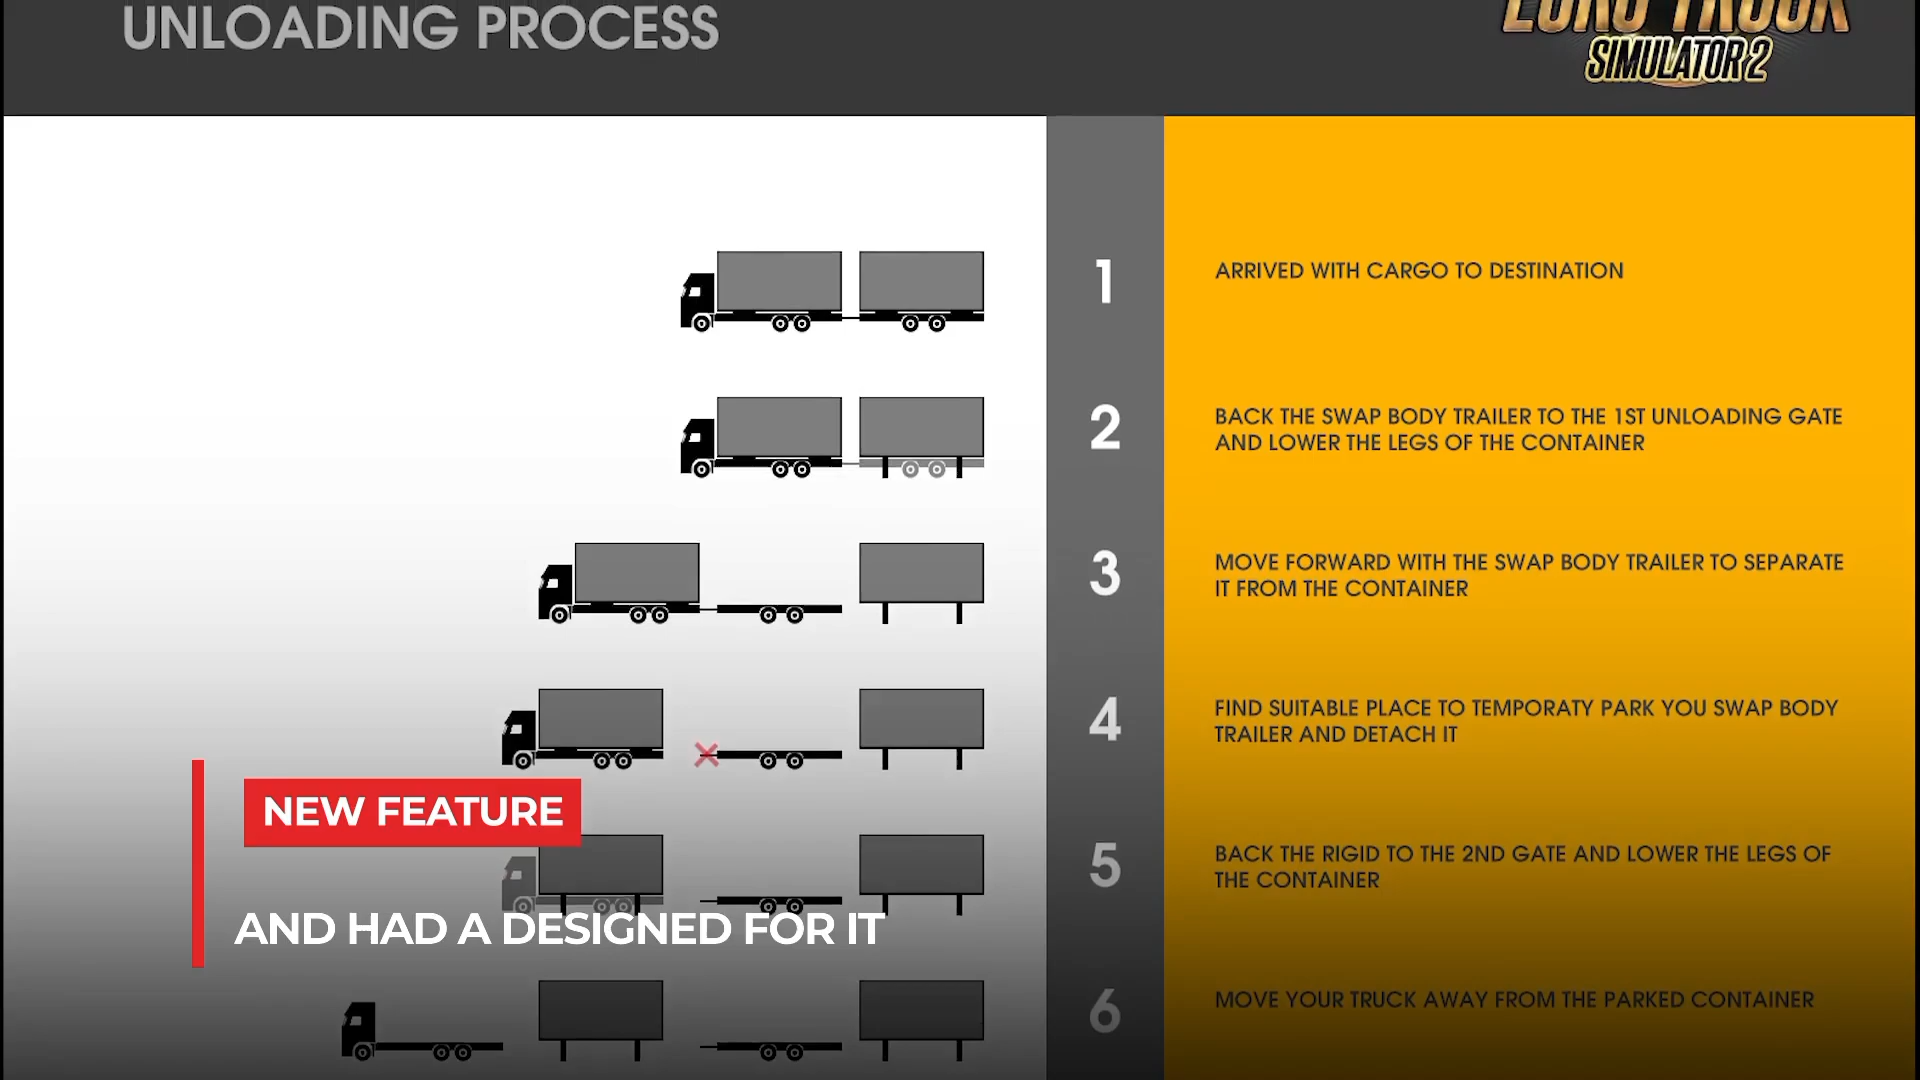 UNLOADING PROCESS
EURO TRUCK
SIMULATOR 2
1
ARRIVED WITH CARGO TO DESTINATION
2
BACK THE SWAP BODY TRAILER TO THE 1ST UNLOADING GATE
AND LOWER THE LEGS OF THE CONTAINER
3
MOVE FORWARD WITH THE SWAP BODY TRAILER TO SEPARATE
IT FROM THE CONTAINER
4
FIND SUITABLE PLACE TO TEMPORATY PARK YOU SWAP BODY
TRAILER AND DETACH IT
NEW FEATURE
5
BACK THE RIGID TO THE 2ND GATE AND LOWER THE LEGS OF
THE CONTAINER
AND HAD A DESIGNED FOR IT
6
MOVE YOUR TRUCK AWAY FROM THE PARKED CONTAINER